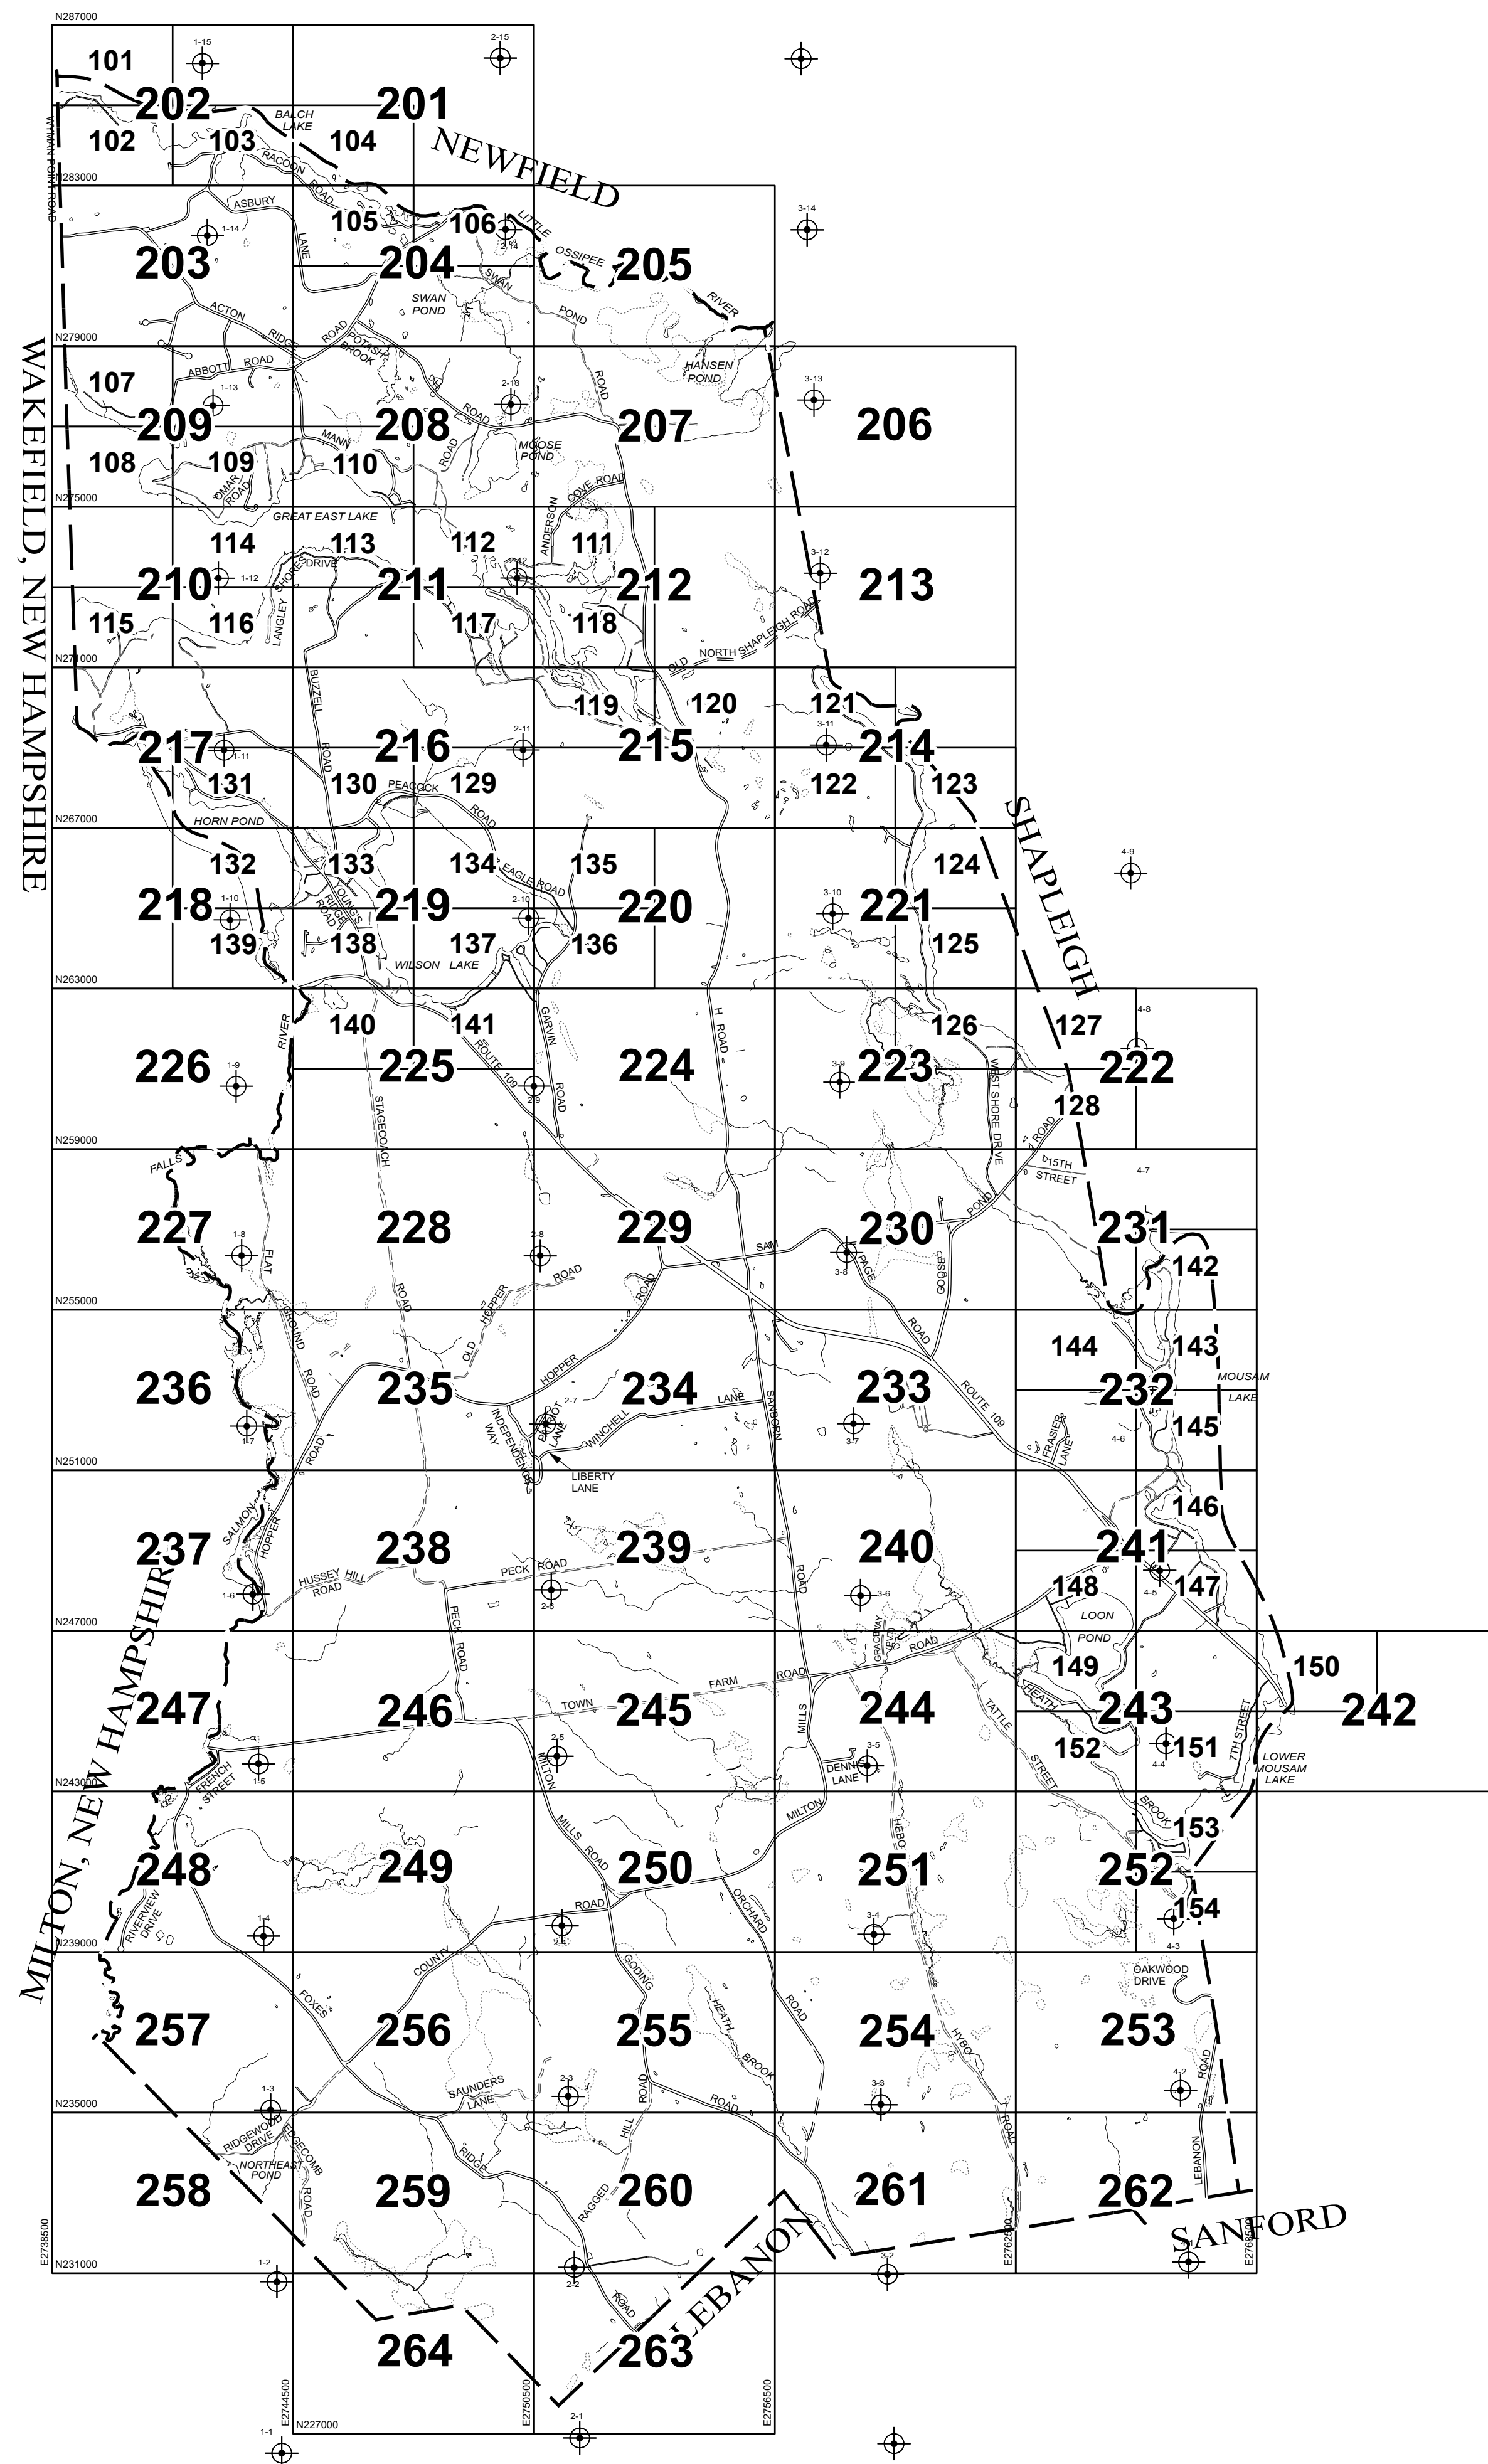 N287000
101
1-15
2-15
202
201
BALCH
LAKE
WYMAN POINT ROAD
102
103
104
NEWFIELD
RACOON
ROAD
N283000
ASBURY
LANE
105
106
LITTLE
OSSIPEE
RIVER
1-14
2-14
3-14
203
204
205
SWAN
POND
SWAN
POND
ROAD
ACTON
RIDGE
ROAD
POTASH
BROOK
N279000
ABBOTT
ROAD
HANSEN
POND
107
1-13
2-13
3-13
H
ROAD
209
208
207
206
MANN
ROAD
MOOSE
POND
108
109
110
OMAR
ROAD
COVE ROAD
ANDERSON
N275000
GREAT EAST LAKE
WAKEFIELD, NEW HAMPSHIRE
114
113
112
111
SHORES
DRIVE
LANGLEY
1-12
2-12
3-12
210
211
212
213
115
116
117
118
OLD
NORTH
SHAPLEIGH ROAD
N271000
BUZZELL
ROAD
119
120
121
1-11
2-11
3-11
217
216
215
214
131
130
129
122
123
PEACOCK
ROAD
HORN POND
N267000
SHAPLEIGH
132
133
134
135
124
4-9
EAGLE ROAD
YOUNG'S
RIDGE
ROAD
1-10
2-10
3-10
218
219
220
221
139
138
137
136
125
WILSON LAKE
N263000
RIVER
140
141
126
127
4-8
GARVIN
ROAD
H ROAD
226
225
224
223
222
1-9
2-9
3-9
ROUTE 109
WEST SHORE DRIVE
128
STAGECOACH
ROAD
N259000
FALLS
ROAD
15TH
STREET
4-7
227
228
229
230
231
1-8
2-8
3-8
FLAT
GROUND
ROAD
SAM
PAGE
ROAD
GOOSE
POND
142
OLD
HOPPER
ROAD
ROAD
N255000
144
143
236
235
234
233
232
HOPPER
MOUSAM
LAKE
1-7
2-7
3-7
4-6
INDEPENDENCE
WAY
PATRIOT
LANE
WINCHELL
LANE
SANBORN
ROUTE 109
FRASIER
LANE
145
ROAD
N251000
LIBERTY
LANE
SALMON
HOPPER
146
237
238
239
240
241
HUSSEY HILL
ROAD
PECK ROAD
ROAD
1-6
2-6
3-6
4-5
148
147
LOON
POND
N247000
PECK ROAD
GRACEWAY
(PVT)
ROAD
149
150
TOWN
FARM
ROAD
HEATH
247
246
245
244
243
242
MILLS
TATTLE
STREET
7TH STREET
152
151
1-5
2-5
3-5
4-4
DENNIS
LANE
LOWER
MOUSAM
LAKE
FRENCH
STREET
N243000
MILTON, NEW HAMPSHIRE
MILTON
MILLS
ROAD
MILTON
HEBO
BROOK
153
248
249
250
251
252
RIVERVIEW
DRIVE
ROAD
ORCHARD
154
1-4
2-4
3-4
4-3
N239000
COUNTY
GODING
OAKWOOD
DRIVE
FOXES
HEATH
BROOK
ROAD
257
256
255
254
253
HYBO
1-3
2-3
3-3
4-2
SAUNDERS
LANE
ROAD
ROAD
ROAD
N235000
RIDGEWOOD
DRIVE
EDGECOMB
ROAD
NORTHEAST
POND
RIDGE
HILL
RAGGED
ROAD
LEBANON
258
259
260
261
262
SANFORD
E2738500
E2762500
E2768500
N231000
1-2
2-2
3-2
LEBANON
ROAD
264
263
E2744500
E2750500
E2756500
N227000
1-1
2-1